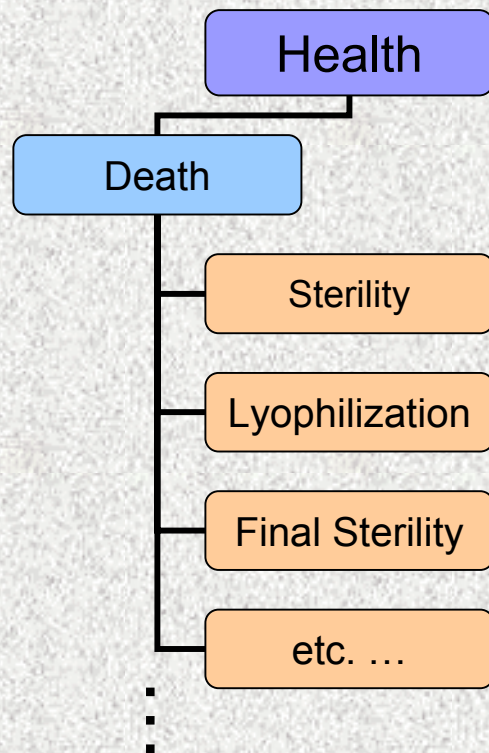 Health
Death
Sterility
Lyophilization
Final Sterility
etc. …